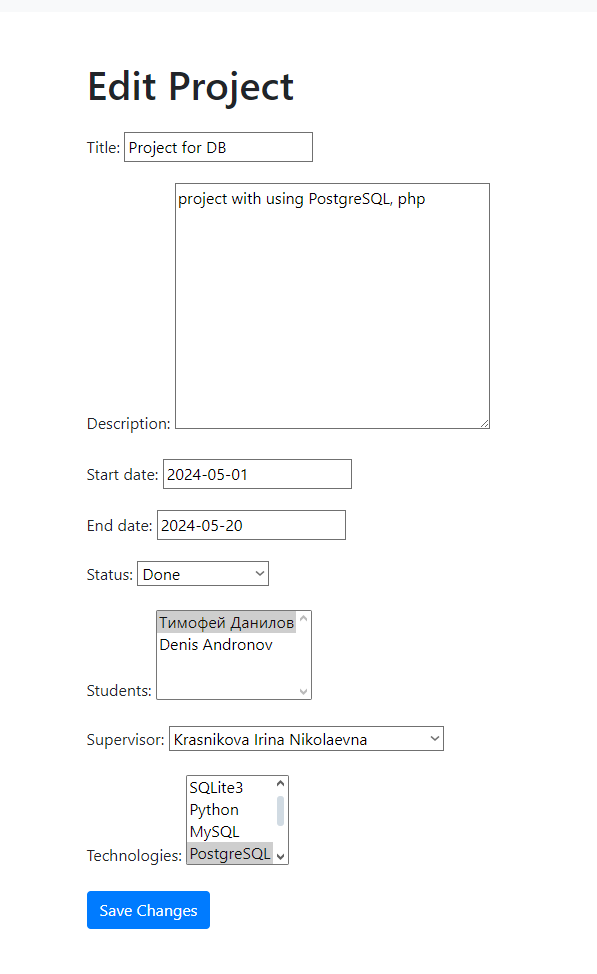 Edit Project
Title: Project for DB
project with using PostgreSQL, php
Description:
Start date: 2024-05-01
End date: 2024-05-20
Status: Done
Тимофей Данилов
Denis Andronov
Students:
Supervisor: Krasnikova Irina Nikolaevna
SQLite3
Python
MySQL
Technologies: PostgreSQL
Save Changes